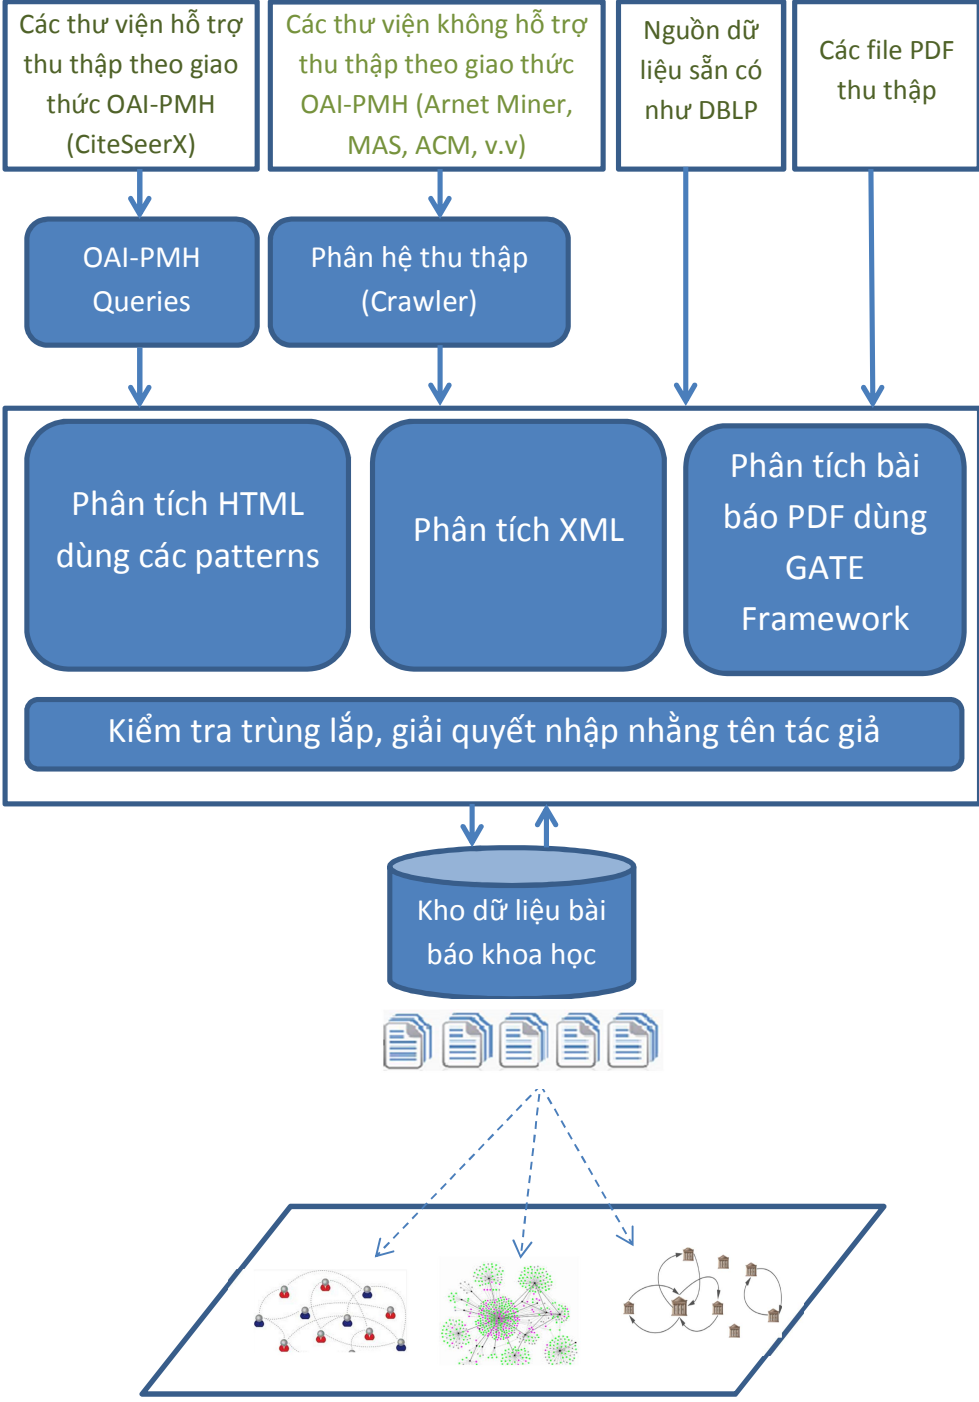 Các thư viện hỗ trợ
thu thập theo giao
thức OAI-PMH
(CiteSeerX)
Các thư viện không hỗ trợ
thu thập theo giao thức
OAI-PMH (Arnet Miner,
MAS, ACM, v.v)
Nguồn dữ
liệu sẵn có
như DBLP
Các file PDF
thu thập
OAI-PMH
Queries
Phân hệ thu thập
(Crawler)
Phân tích HTML
dùng các patterns
Phân tích XML
Phân tích bài
báo PDF dùng
GATE
Framework
Kiểm tra trùng lắp, giải quyết nhập nhằng tên tác giả
Kho dữ liệu bài
báo khoa học